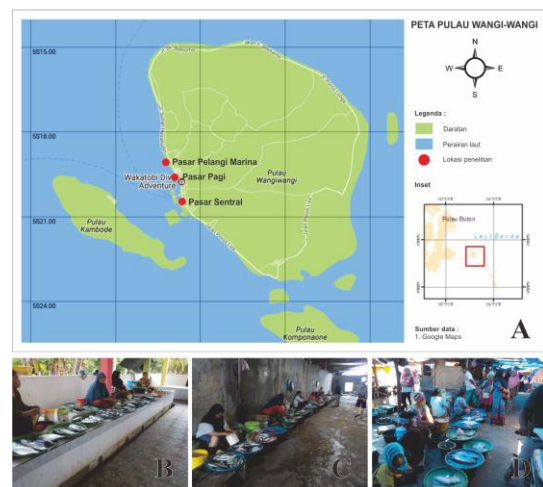 PETA PULAU WANGI-WANGI
N
W E
S
Legenda :
Daratan
Perairan laut
Lokasi penelitian
Inset
Pulau Buton
Laut Banda
Sumber data :
1. Google Maps
A
5515.00
5518.00
5521.00
5524.00
Pasar Pelangi Marina
Wakatobi Dive
Adventure
Pasar Pagi
Pasar Sentral
Pulau
Wangiwangi
Pulau
Kambode
Pulau
Komponaone
B
C
D